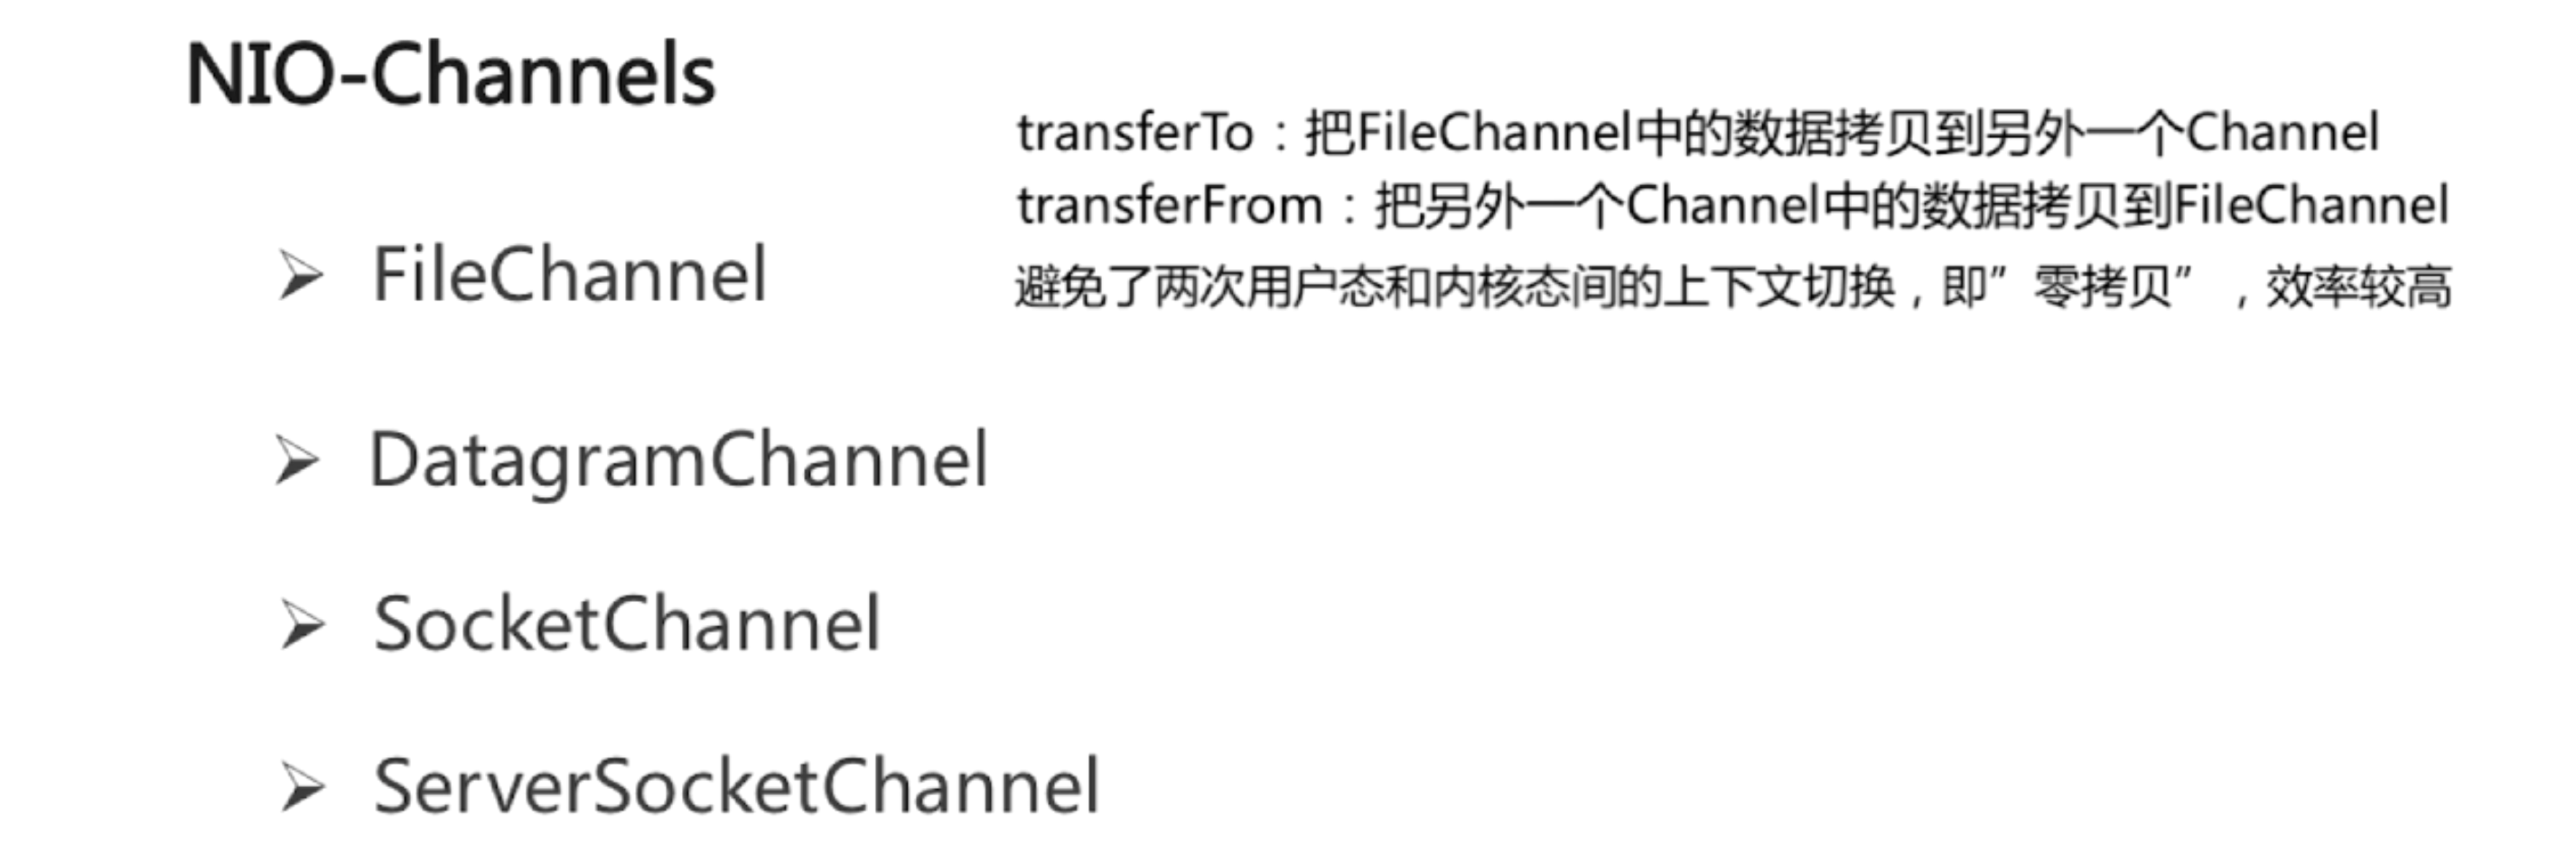 NIO-Channels
transferTo：把FileChannel中的数据拷贝到另外一个Channel
transferFrom：把另外一个Channel中的数据拷贝到FileChannel
避免了两次用户态和内核态间的上下文切换，即”零拷贝”，效率较高
FileChannel
DatagramChannel
SocketChannel
ServerSocketChannel